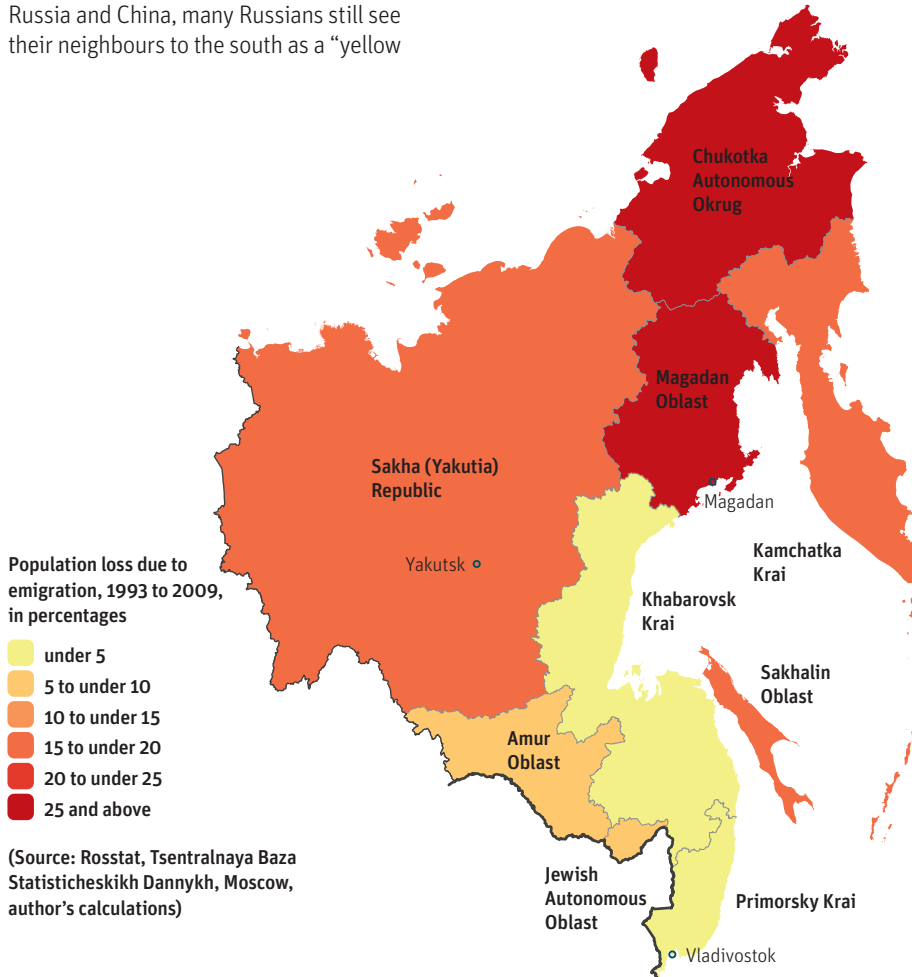 Russia and China, many Russians still see
their neighbours to the south as a “yellow
Chukotka
Autonomous
Okrug
Magadan
Oblast
Sakha (Yakutia)
Republic
Magadan
Yakutsk
Kamchatka
Krai
Khabarovsk
Krai
Sakhalin
Oblast
Amur
Oblast
Jewish
Autonomous
Oblast
Primorsky Krai
Vladivostok
Population loss due to
emigration, 1993 to 2009,
in percentages
under 5
5 to under 10
10 to under 15
15 to under 20
20 to under 25
25 and above
(Source: Rosstat, Tsentralnaya Baza
Statisticheskikh Dannykh, Moscow,
author’s calculations)